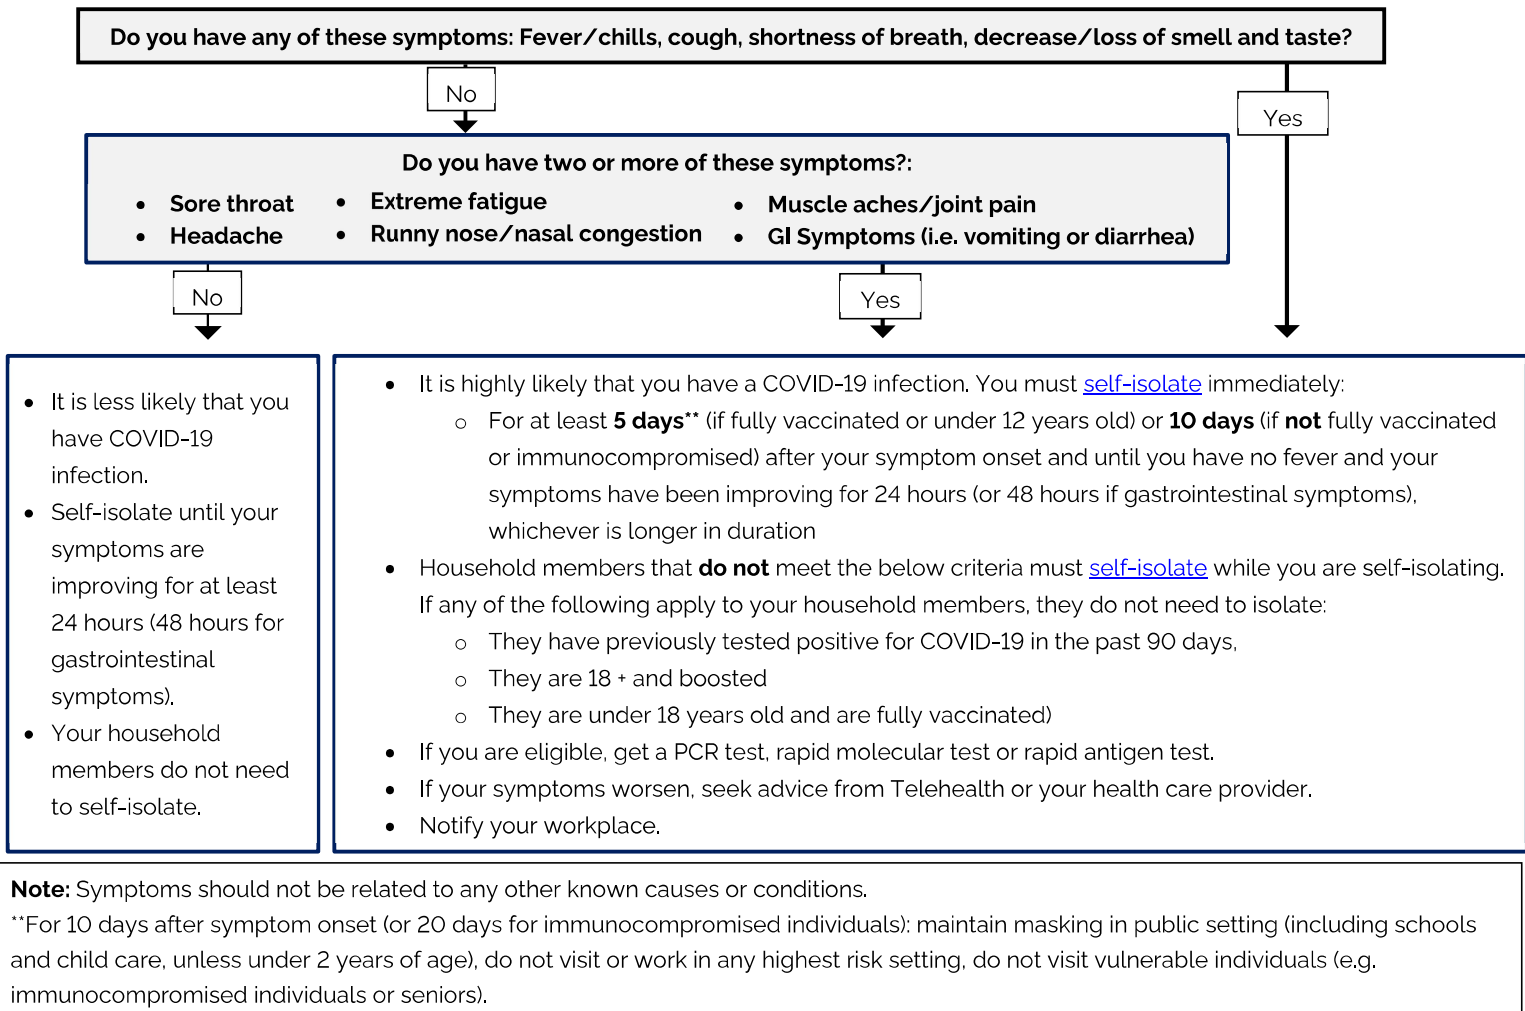 Do you have any of these symptoms: Fever/chills, cough, shortness of breath, decrease/loss of smell and taste?
No
Yes
Do you have two or more of these symptoms?:
• Sore throat • Extreme fatigue • Muscle aches/joint pain
• Headache • Runny nose/nasal congestion • GI Symptoms (i.e. vomiting or diarrhea)
No
Yes
• It is less likely that you
have COVID-19
infection.
• Self-isolate until your
symptoms are
improving for at least
24 hours (48 hours for
gastrointestinal
symptoms).
• Your household
members do not need
to self-isolate.
• It is highly likely that you have a COVID-19 infection. You must self-isolate immediately:
o For at least 5 days** (if fully vaccinated or under 12 years old) or 10 days (if not fully vaccinated
or immunocompromised) after your symptom onset and until you have no fever and your
symptoms have been improving for 24 hours (or 48 hours if gastrointestinal symptoms),
whichever is longer in duration
• Household members that do not meet the below criteria must self-isolate while you are self-isolating.
If any of the following apply to your household members, they do not need to isolate:
o They have previously tested positive for COVID-19 in the past 90 days,
o They are 18 + and boosted
o They are under 18 years old and are fully vaccinated)
• If you are eligible, get a PCR test, rapid molecular test or rapid antigen test.
• If your symptoms worsen, seek advice from Telehealth or your health care provider.
• Notify your workplace.
Note: Symptoms should not be related to any other known causes or conditions.
**For 10 days after symptom onset (or 20 days for immunocompromised individuals): maintain masking in public setting (including schools
and child care, unless under 2 years of age), do not visit or work in any highest risk setting, do not visit vulnerable individuals (e.g.
immunocompromised individuals or seniors).